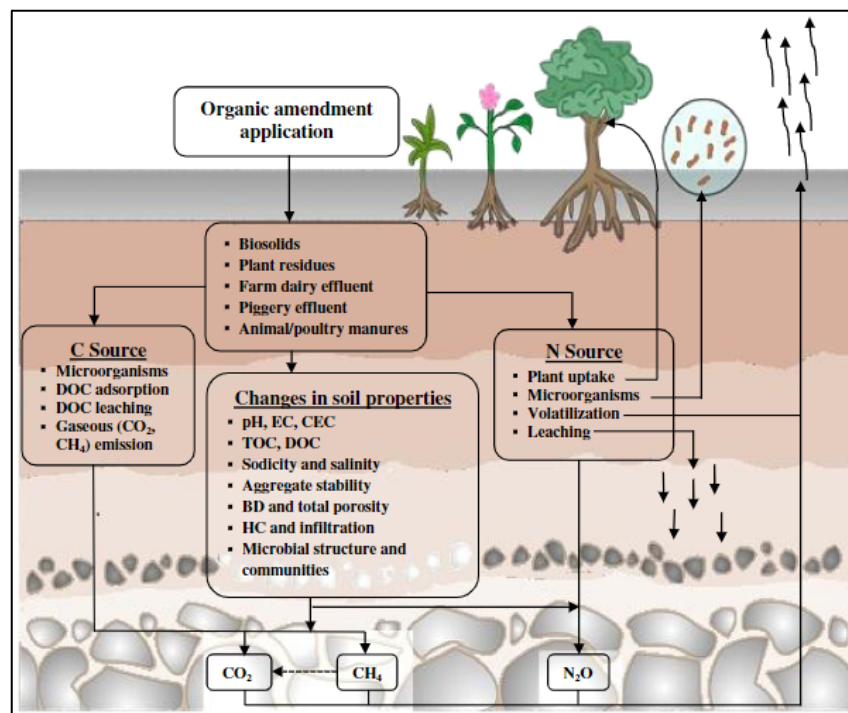 Organic amendment
application
▪ Biosolids
▪ Plant residues
▪ Farm dairy effluent
▪ Piggery effluent
▪ Animal/poultry manures
C Source
▪ Microorganisms
▪ DOC adsorption
▪ DOC leaching
▪ Gaseous (CO₂,
CH₄) emission
Changes in soil properties
▪ pH, EC, CEC
▪ TOC, DOC
▪ Sodicity and salinity
▪ Aggregate stability
▪ BD and total porosity
▪ HC and infiltration
▪ Microbial structure and
communities
N Source
▪ Plant uptake
▪ Microorganisms
▪ Volatilization
▪ Leaching
CO₂
CH₄
N₂O